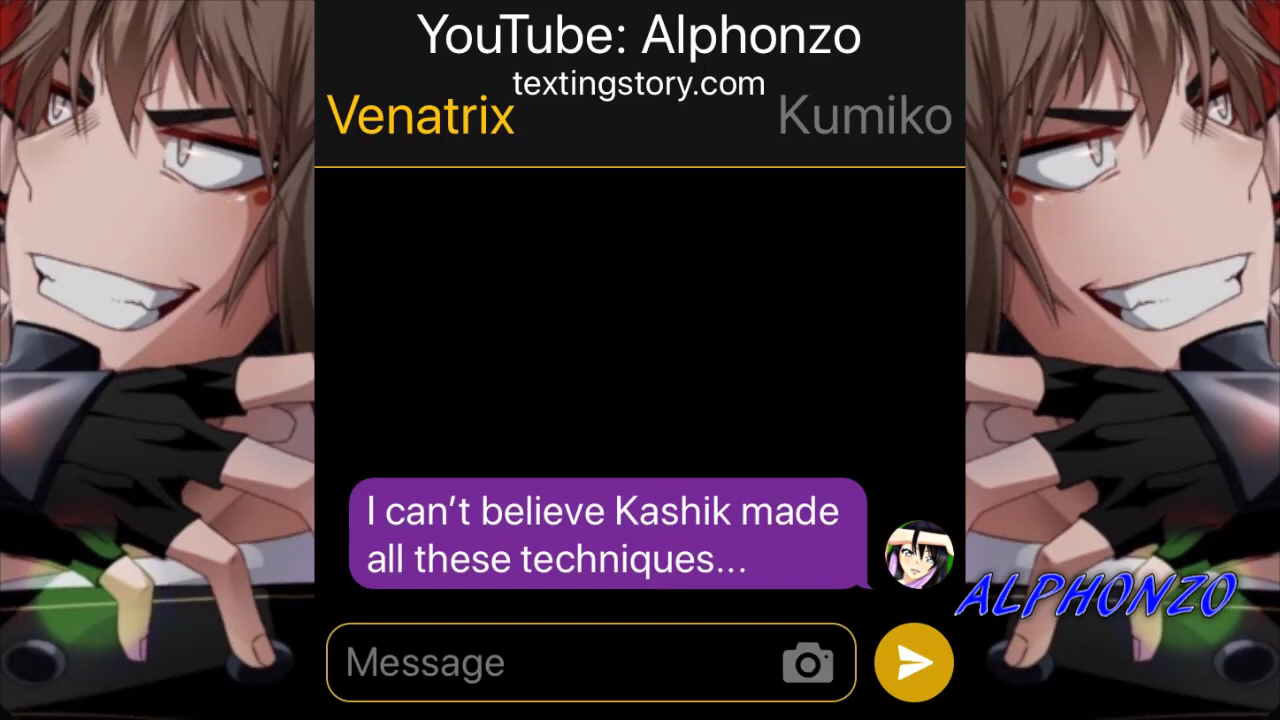 YouTube: Alphonzo
textingstory.com
Venatrix
Kumiko
I can’t believe Kashik made
all these techniques...
Message
ALPHONZO